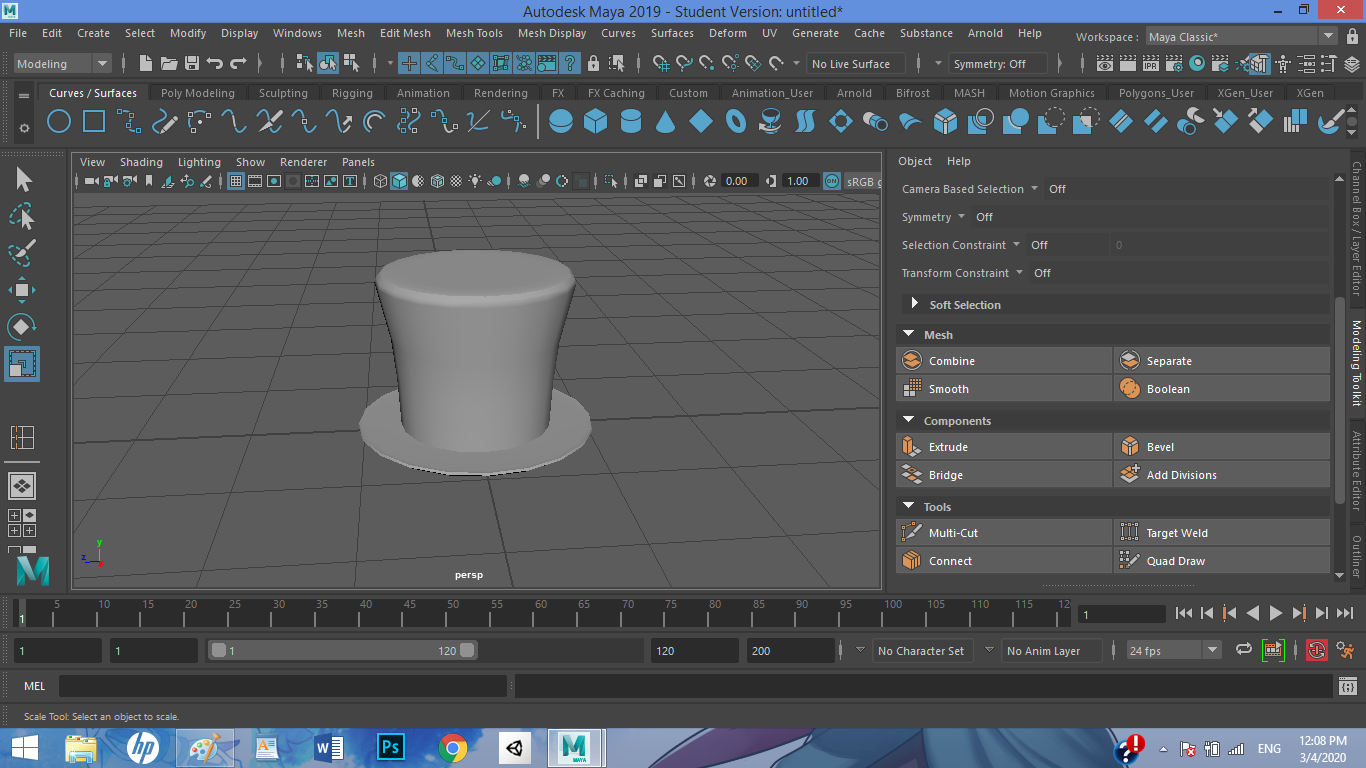 Autodesk Maya 2019 - Student Version: untitled*
File Edit Create Select Modify Display Windows Mesh Edit Mesh Mesh Tools Mesh Display Curves Surfaces Deform UV Generate Cache Substance Arnold Help
Workspace : Maya Classic*
Modeling No Live Surface Symmetry: Off
Curves / Surfaces Poly Modeling Sculpting Rigging Animation Rendering FX FX Caching Custom Animation_User Arnold Bifrost MASH Motion Graphics Polygons_User XGen_User XGen
View Shading Lighting Show Renderer Panels
0.00 1.00 ON sRGB g
persp
y
z
Object Help
Camera Based Selection Off
Symmetry Off
Selection Constraint Off 0
Transform Constraint Off
Soft Selection
Mesh
Combine Separate
Smooth Boolean
Components
Extrude Bevel
Bridge Add Divisions
Tools
Multi-Cut Target Weld
Connect Quad Draw
Channel Box / Layer Editor
Modeling Toolkit
Attribute Editor
Outliner
1 5 10 15 20 25 30 35 40 45 50 55 60 65 70 75 80 85 90 95 100 105 110 115 12
1
1 1 1 120 120 200 No Character Set No Anim Layer 24 fps
MEL
Scale Tool: Select an object to scale.
ENG
12:08 PM
3/4/2020